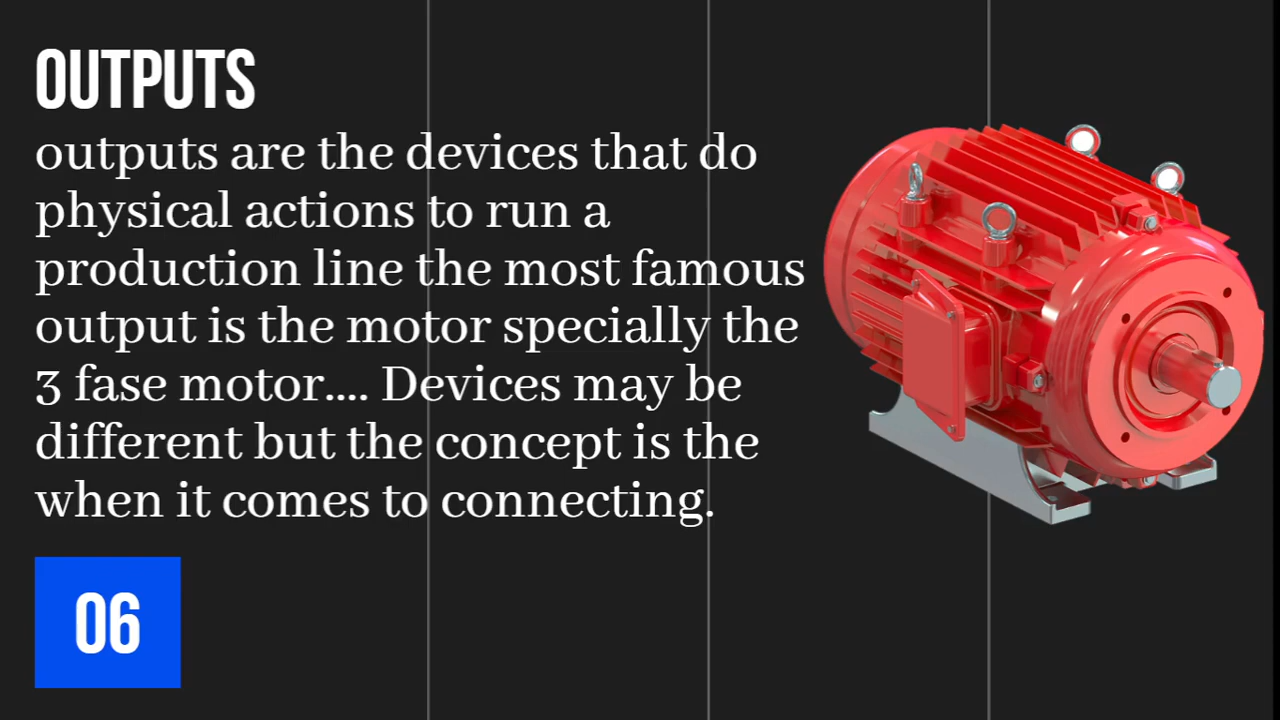 OUTPUTS
outputs are the devices that do
physical actions to run a
production line the most famous
output is the motor specially the
3 fase motor.... Devices may be
different but the concept is the
when it comes to connecting.
06